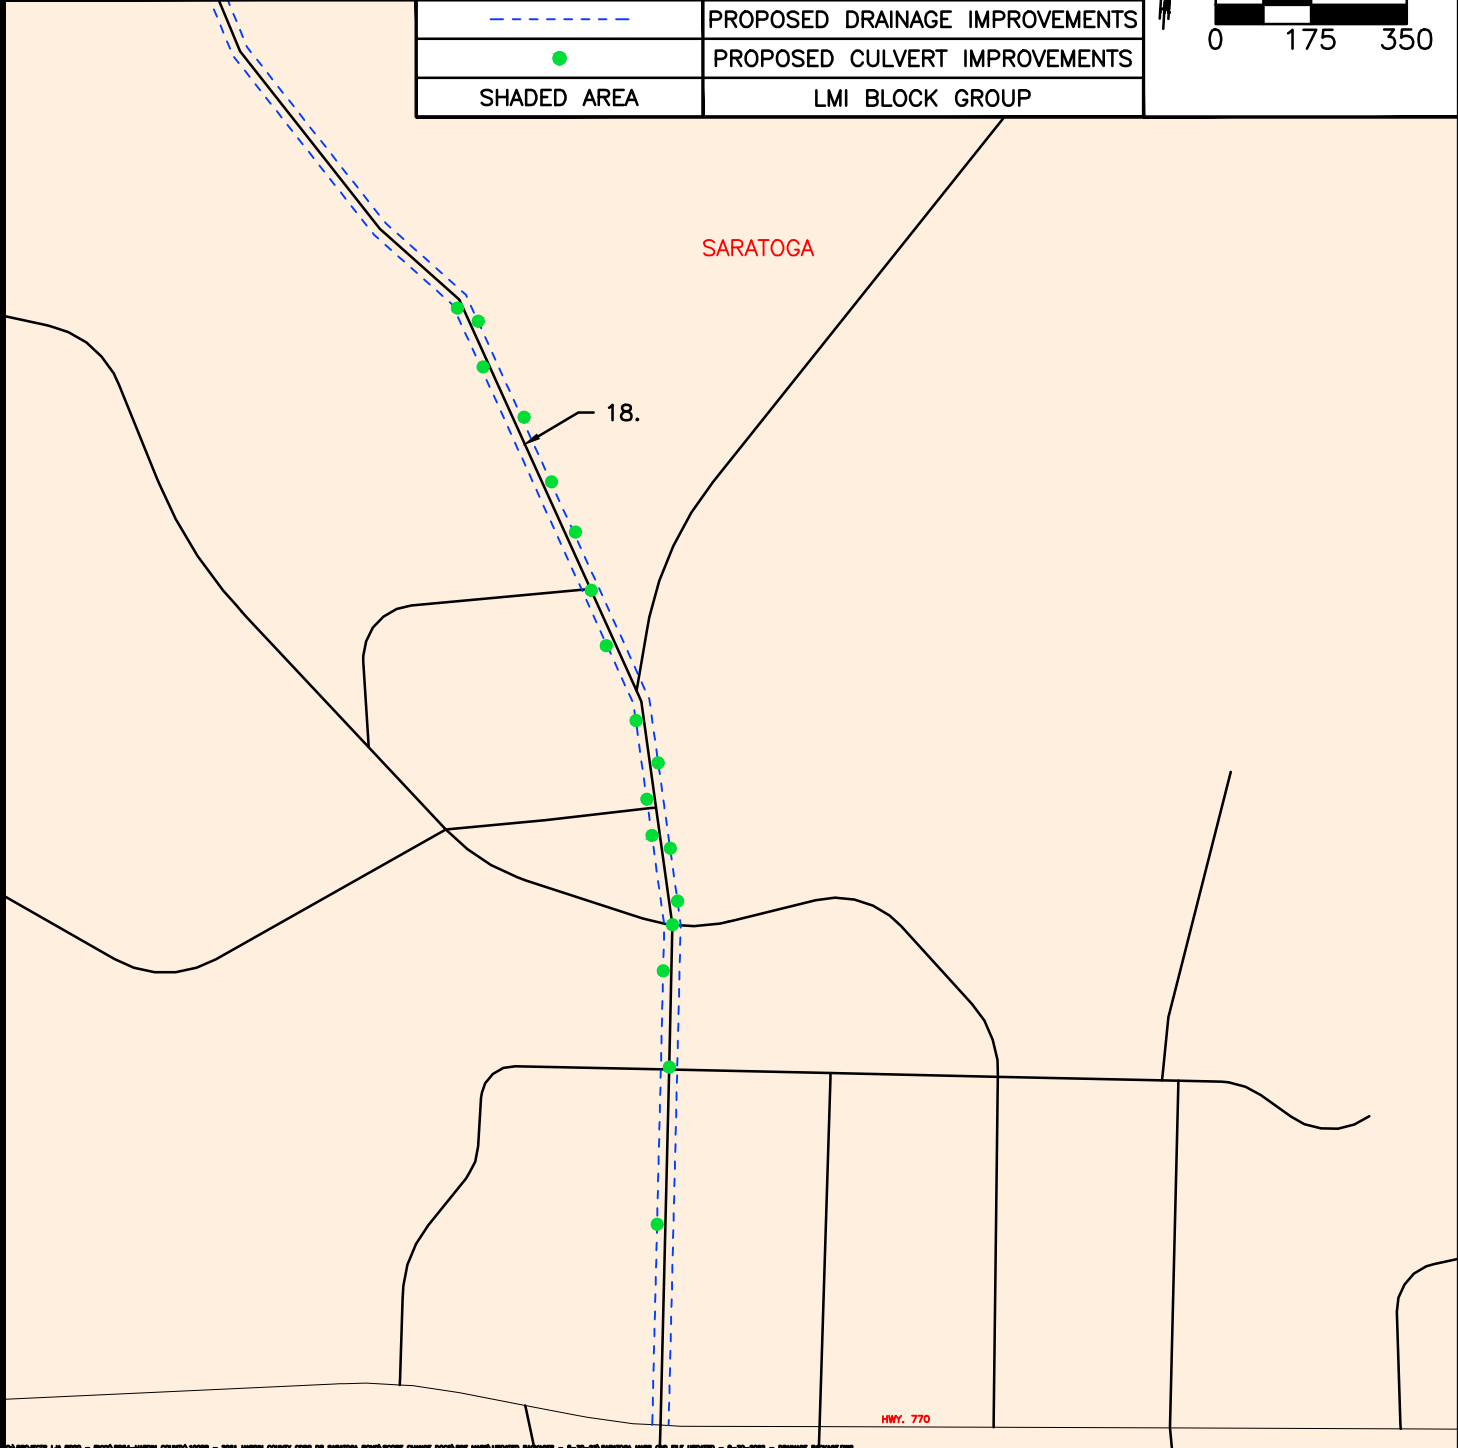 PROPOSED DRAINAGE IMPROVEMENTS
PROPOSED CULVERT IMPROVEMENTS
SHADED AREA LMI BLOCK GROUP
0 175 350
SARATOGA
18.
HWY. 770